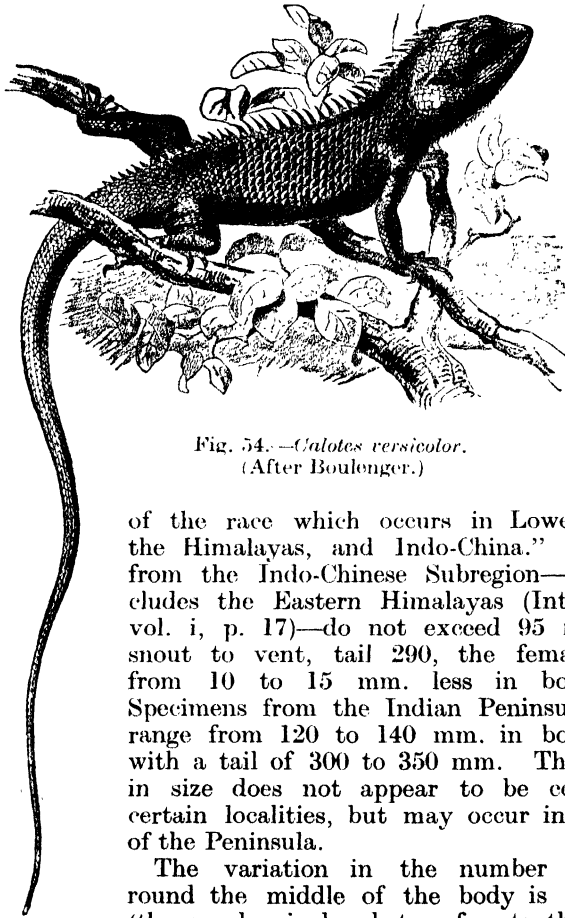 Fig. 54.—Calotes versicolor.
(After Boulenger.)
of the race which occurs in Lowe
the Himalayas, and Indo-China.”
from the Indo-Chinese Subregion—
cludes the Eastern Himalayas (Int
vol. i, p. 17)—do not exceed 95
snout to vent, tail 290, the fema
from 10 to 15 mm. less in bo
Specimens from the Indian Peninsu
range from 120 to 140 mm. in bo
with a tail of 300 to 350 mm. Th
in size does not appear to be co
certain localities, but may occur in
of the Peninsula.
The variation in the number
round the middle of the body is